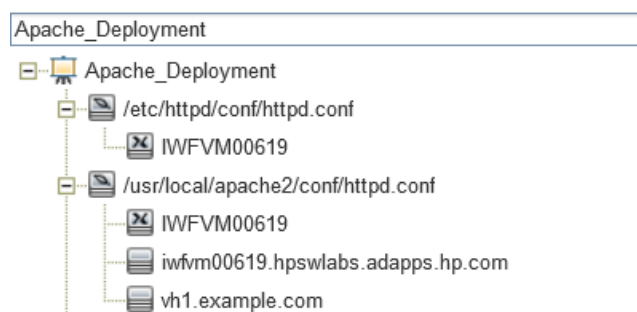 Apache_Deployment
Apache_Deployment
/etc/httpd/conf/httpd.conf
IWFVM00619
/usr/local/apache2/conf/httpd.conf
IWFVM00619
iwfvm00619.hpswlabs.adapps.hp.com
vh1.example.com